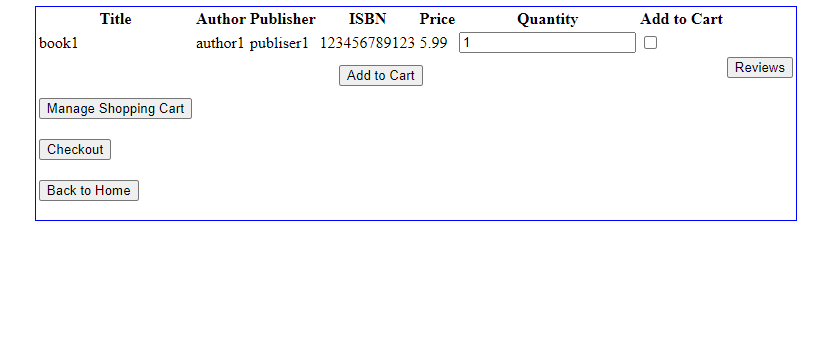 Title Author Publisher ISBN Price Quantity Add to Cart
book1 author1 publiser1 123456789123 5.99 1
Reviews
Add to Cart
Manage Shopping Cart
Checkout
Back to Home